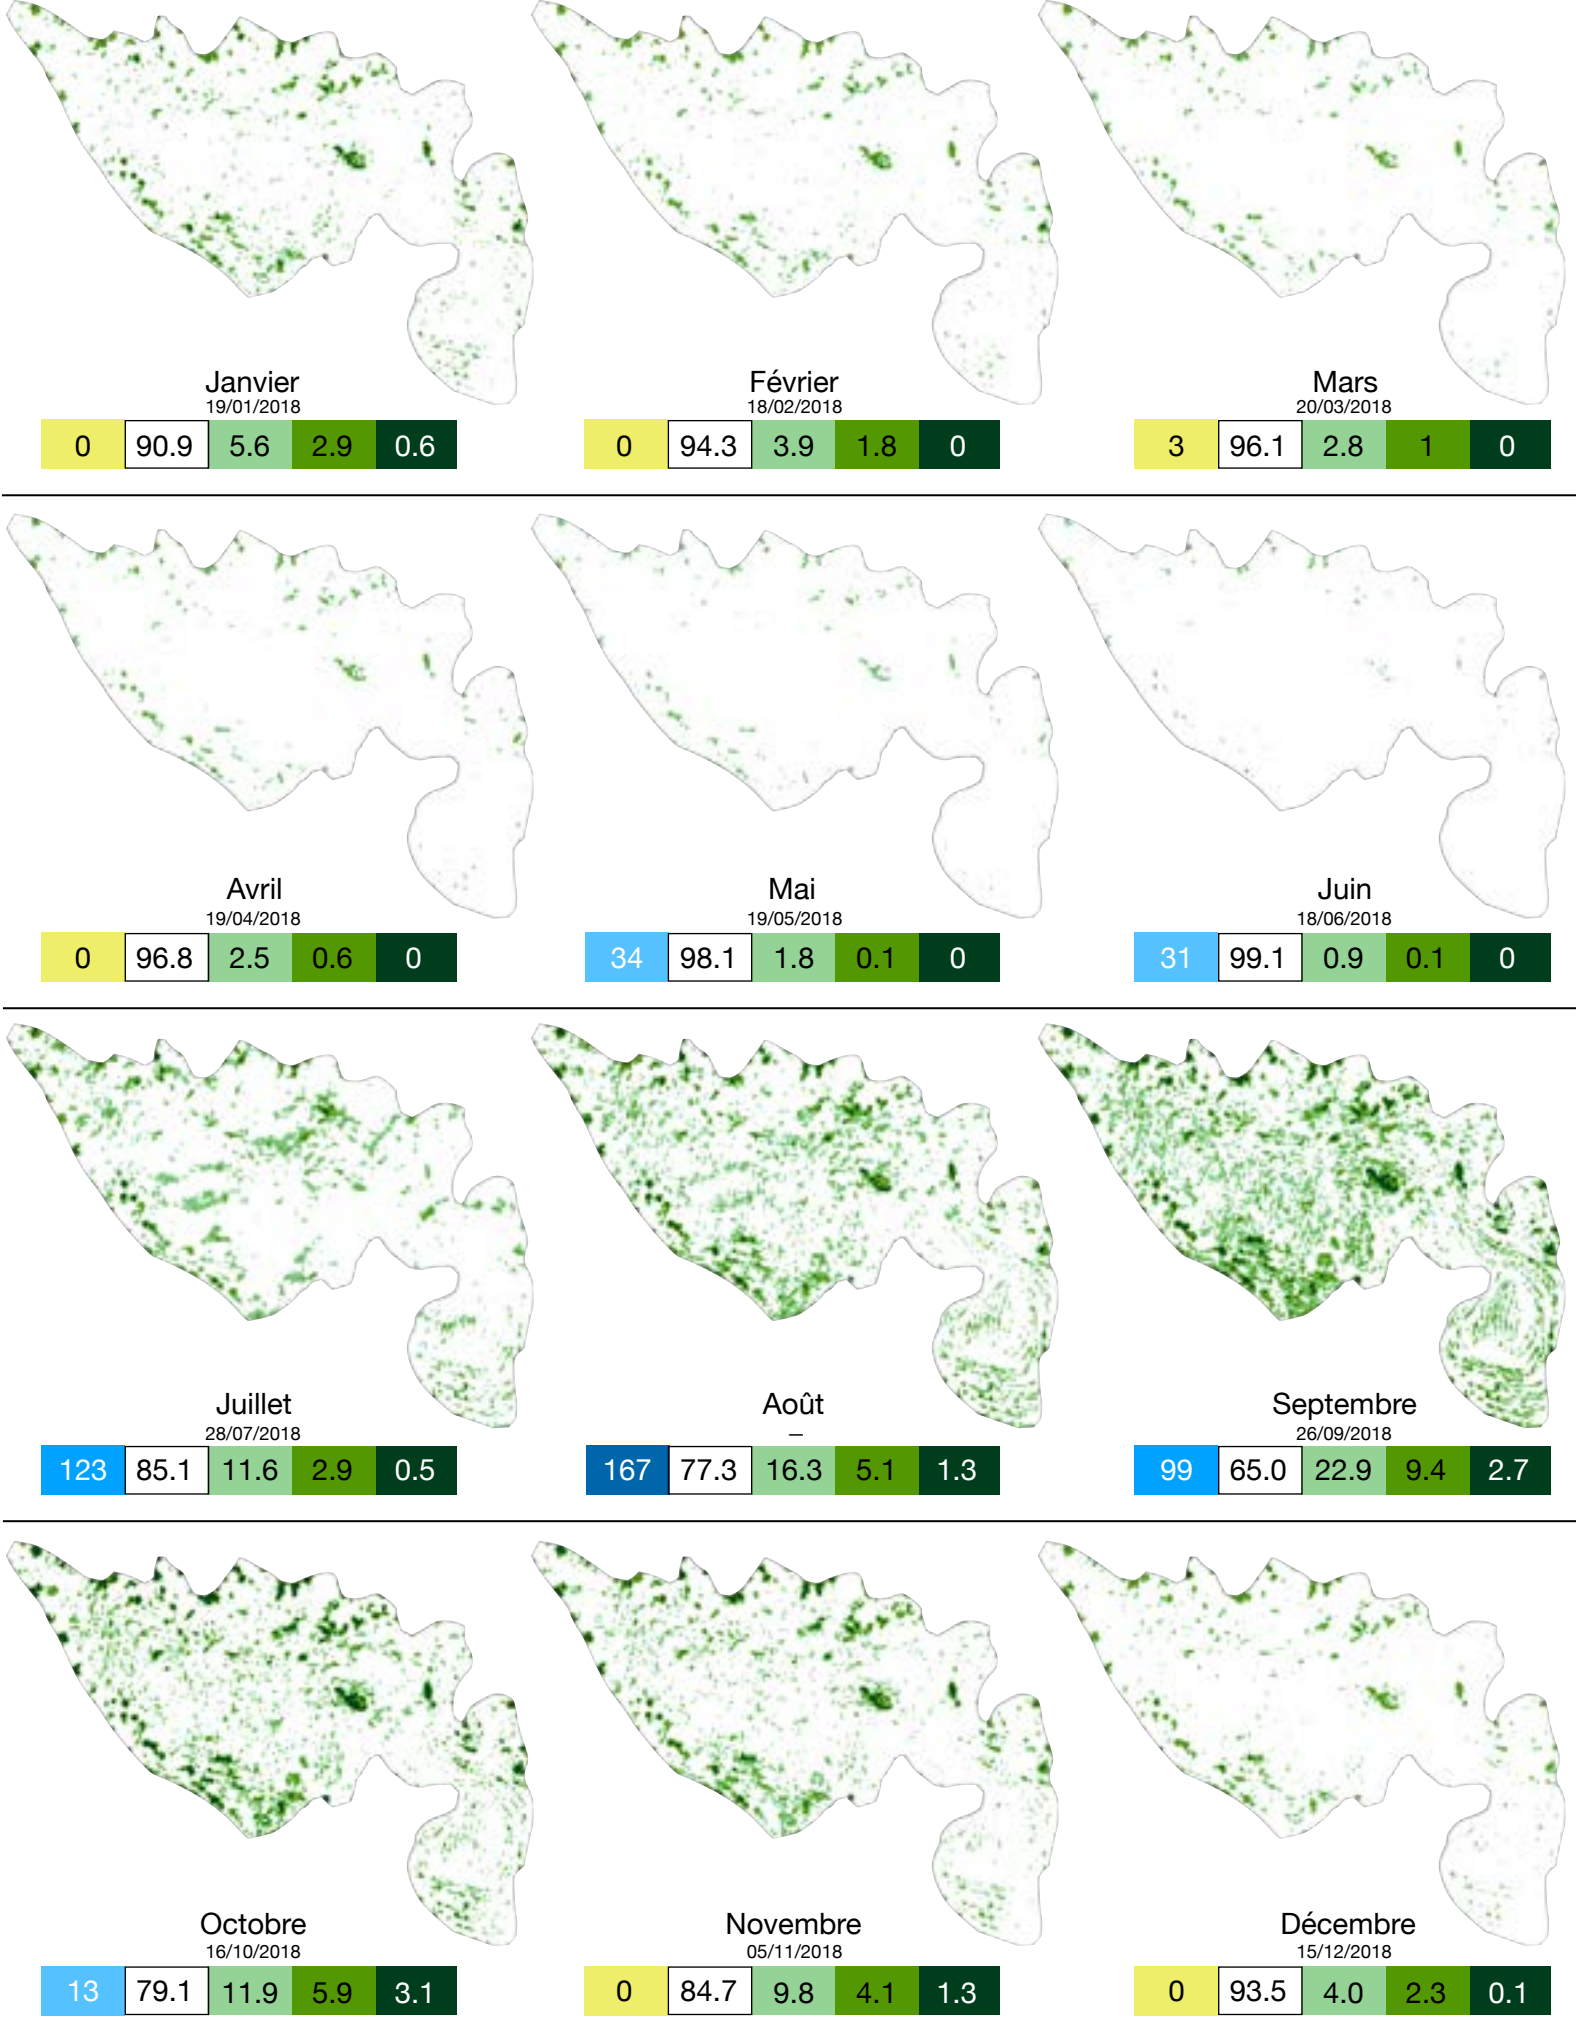 Janvier
19/01/2018
0 90.9 5.6 2.9 0.6
Février
18/02/2018
0 94.3 3.9 1.8 0
Mars
20/03/2018
3 96.1 2.8 1 0
Avril
19/04/2018
0 96.8 2.5 0.6 0
Mai
19/05/2018
34 98.1 1.8 0.1 0
Juin
18/06/2018
31 99.1 0.9 0.1 0
Juillet
28/07/2018
123 85.1 11.6 2.9 0.5
Août
–
167 77.3 16.3 5.1 1.3
Septembre
26/09/2018
99 65.0 22.9 9.4 2.7
Octobre
16/10/2018
13 79.1 11.9 5.9 3.1
Novembre
05/11/2018
0 84.7 9.8 4.1 1.3
Décembre
15/12/2018
0 93.5 4.0 2.3 0.1